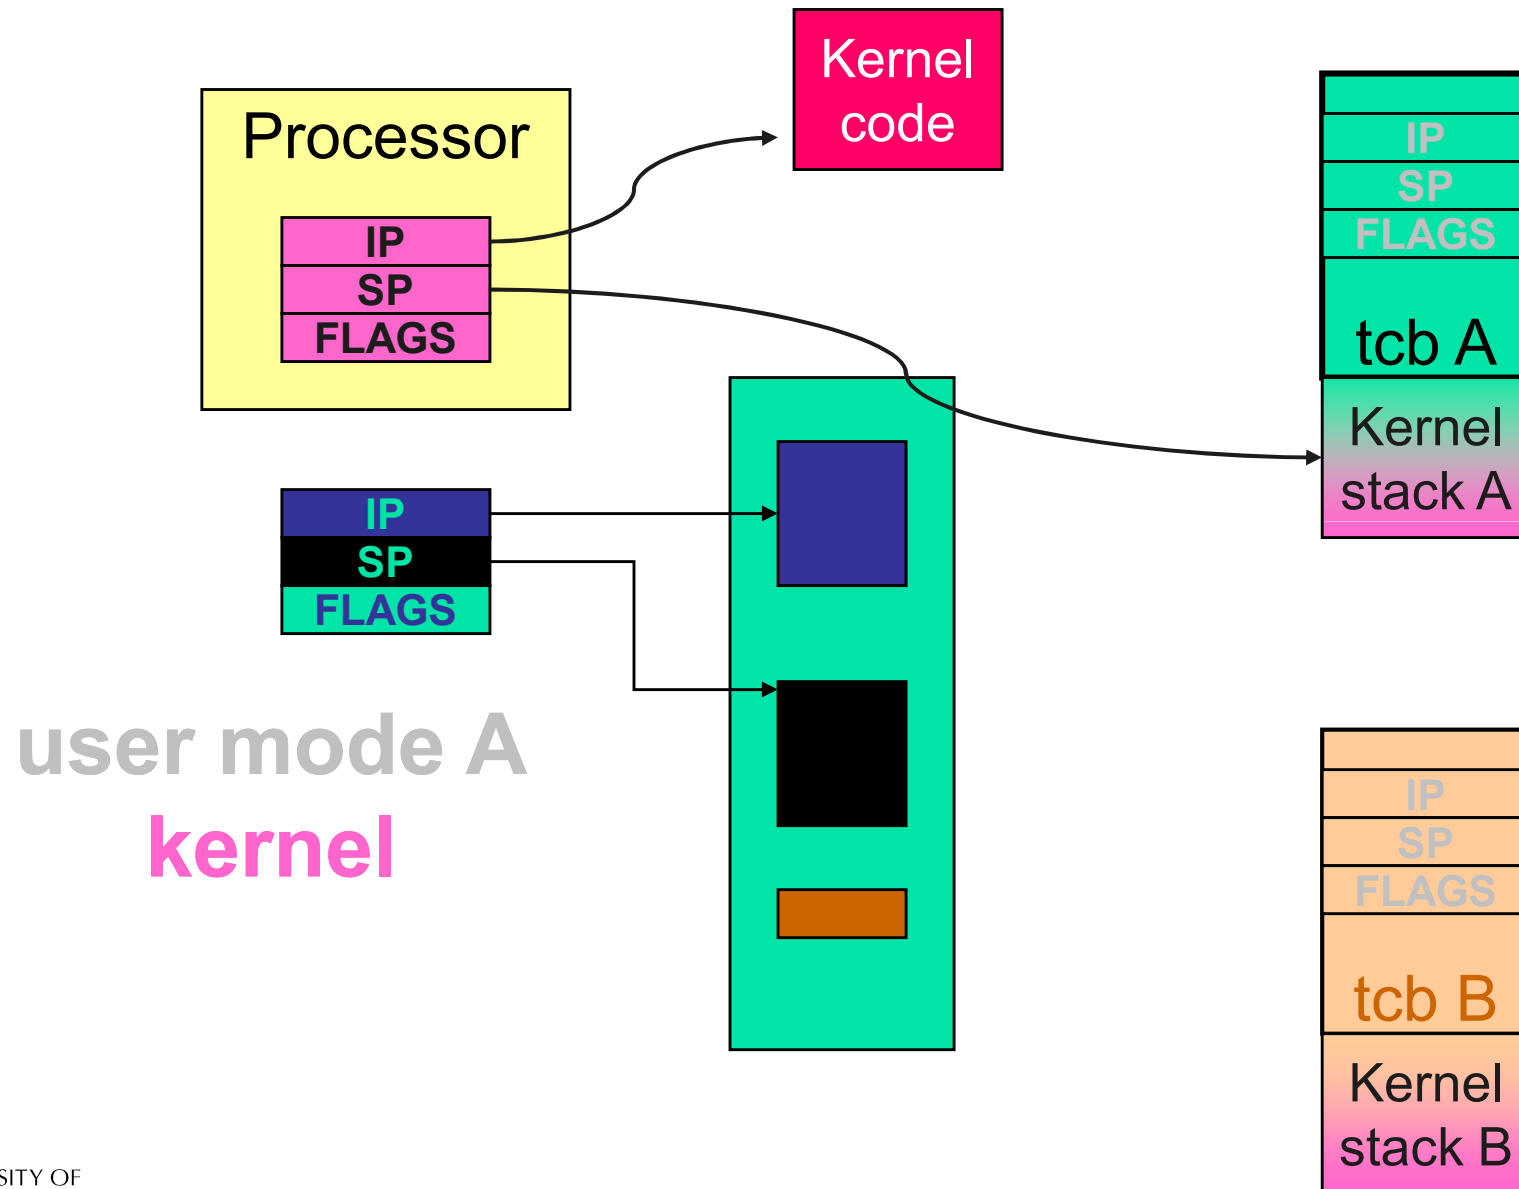 Processor
IP
SP
FLAGS
Kernel
code
IP
SP
FLAGS
tcb A
Kernel
stack A
IP
SP
FLAGS
user mode A
kernel
IP
SP
FLAGS
tcb B
Kernel
stack B
SITY OF